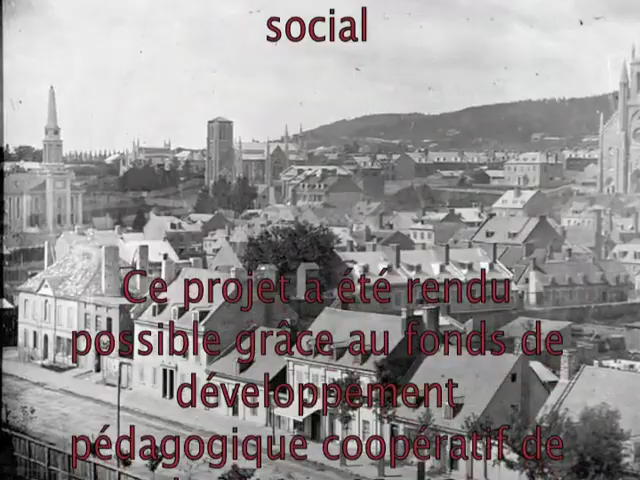 social
Ce projet a été rendu
possible grâce au fonds de
développement
pédagogique coopératif de